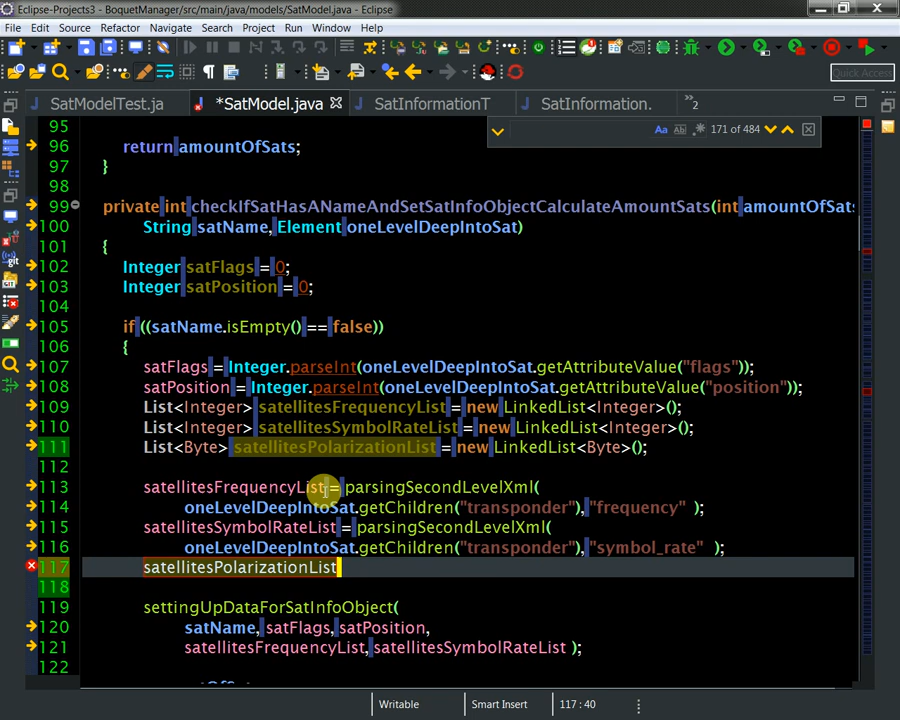 Eclipse-Projects3 - BoquetManager/src/main/java/models/SatModel.java - Eclipse
File Edit Source Refactor Navigate Search Project Run Window Help
Quick Access
SatModelTest.ja *SatModel.java SatInformationT SatInformation. »2
171 of 484
95
96 return amountOfSats;
97 }
98
99 private int checkIfSatHasANameAndSetSatInfoObjectCalculateAmountSats(int amountOfSats
100 String satName, Element oneLevelDeepIntoSat)
101 {
102 Integer satFlags = 0;
103 Integer satPosition = 0;
104
105 if ((satName.isEmpty() == false))
106 {
107 satFlags = Integer.parseInt(oneLevelDeepIntoSat.getAttributeValue("flags"));
108 satPosition = Integer.parseInt(oneLevelDeepIntoSat.getAttributeValue("position"));
109 List<Integer> satellitesFrequencyList = new LinkedList<Integer>();
110 List<Integer> satellitesSymbolRateList = new LinkedList<Integer>();
111 List<Byte> satellitesPolarizationList = new LinkedList<Byte>();
112
113 satellitesFrequencyList = parsingSecondLevelXml(
114 oneLevelDeepIntoSat.getChildren("transponder"), "frequency" );
115 satellitesSymbolRateList = parsingSecondLevelXml(
116 oneLevelDeepIntoSat.getChildren("transponder"), "symbol_rate" );
117 satellitesPolarizationList
118
119 settingUpDataForSatInfoObject(
120 satName, satFlags, satPosition,
121 satellitesFrequencyList, satellitesSymbolRateList );
122
Writable Smart Insert 117 : 40